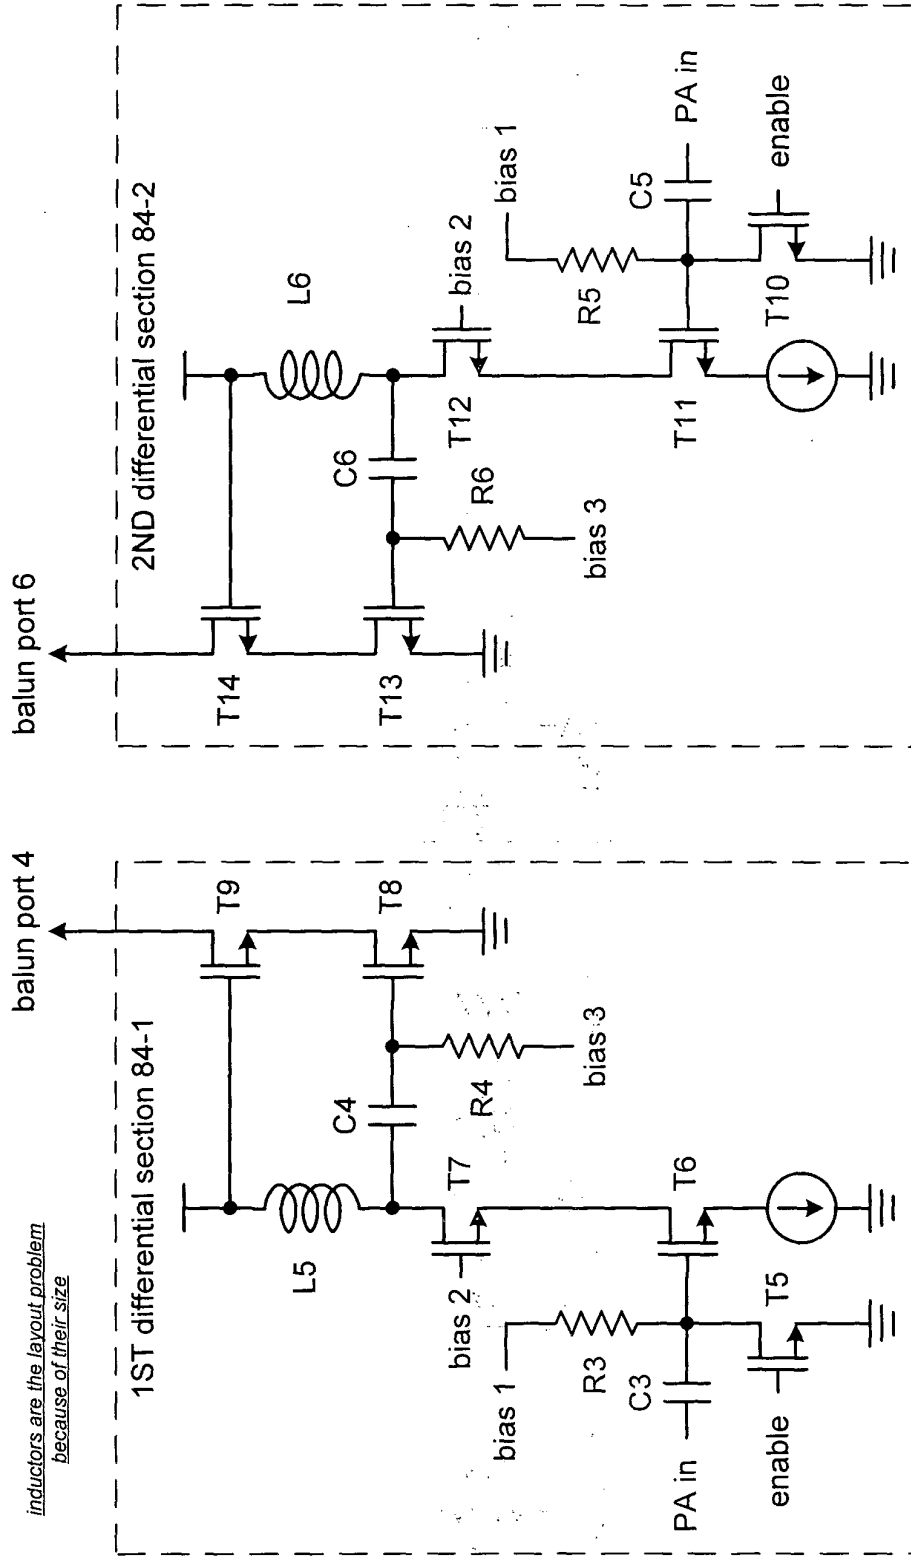 inductors are the layout problem
because of their size
balun port 4
1ST differential section 84-1
L5
T9
C4
T8
R4
bias 3
T7
bias 2
bias 1
R3
T6
C3
PA in
T5
enable
balun port 6
2ND differential section 84-2
T14
L6
C6
T13
R6
bias 3
T12
bias 2
bias 1
R5
T11
C5
PA in
T10
enable